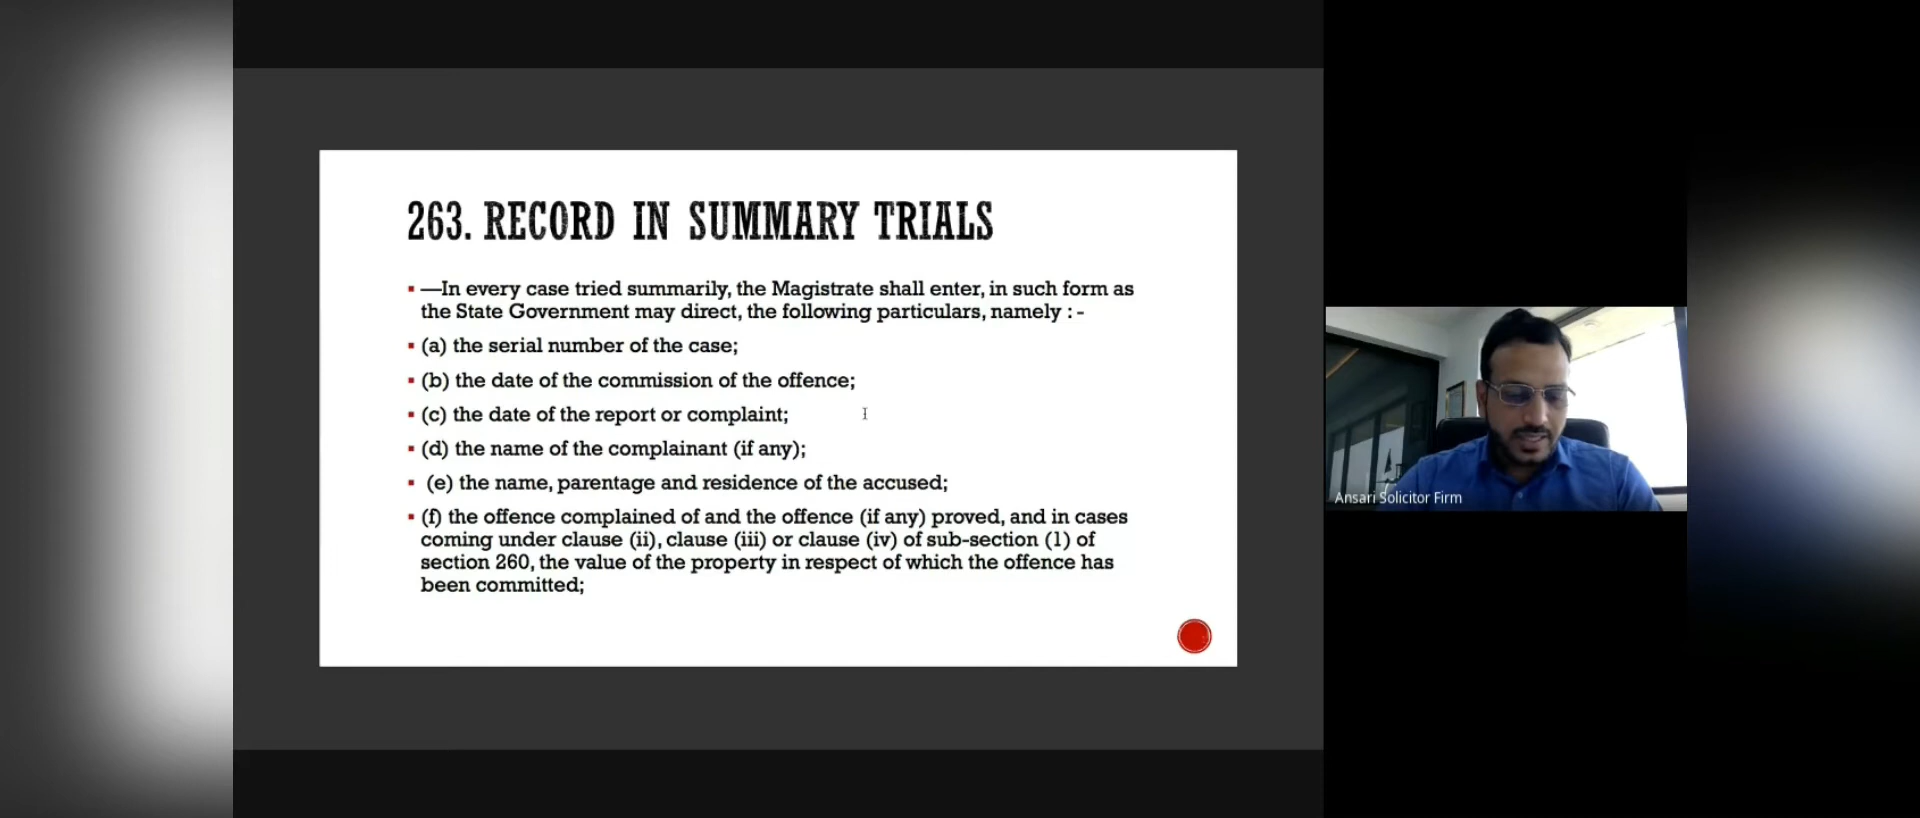 263. RECORD IN SUMMARY TRIALS
▪ —In every case tried summarily, the Magistrate shall enter, in such form as
the State Government may direct, the following particulars, namely : -
▪ (a) the serial number of the case;
▪ (b) the date of the commission of the offence;
▪ (c) the date of the report or complaint;
▪ (d) the name of the complainant (if any);
▪ (e) the name, parentage and residence of the accused;
▪ (f) the offence complained of and the offence (if any) proved, and in cases
coming under clause (ii), clause (iii) or clause (iv) of sub-section (1) of
section 260, the value of the property in respect of which the offence has
been committed;
Ansari Solicitor Firm